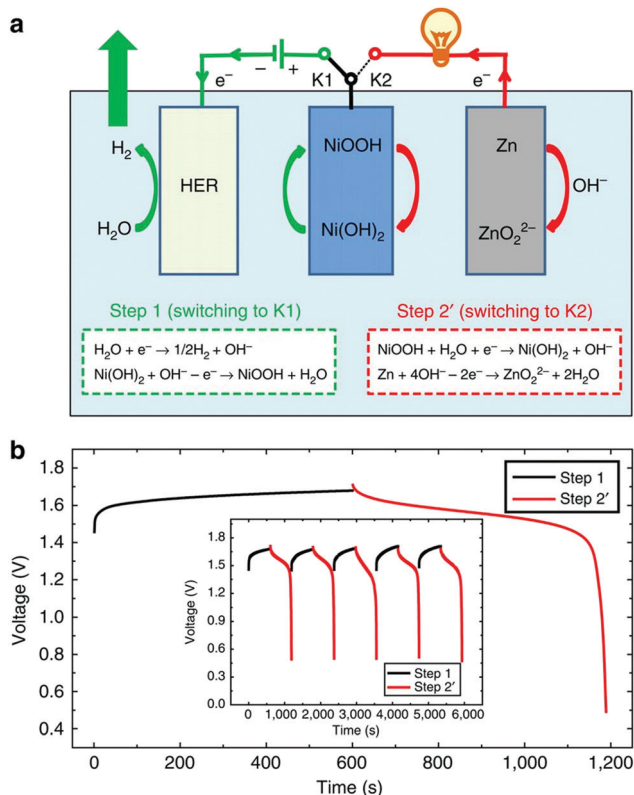 a
e⁻
−
+
K1
K2
e⁻
H₂
H₂O
HER
NiOOH
Ni(OH)₂
Zn
ZnO₂²⁻
OH⁻
Step 1 (switching to K1)
H₂O + e⁻ → 1/2H₂ + OH⁻
Ni(OH)₂ + OH⁻ − e⁻ → NiOOH + H₂O
Step 2′ (switching to K2)
NiOOH + H₂O + e⁻ → Ni(OH)₂ + OH⁻
Zn + 4OH⁻ − 2e⁻ → ZnO₂²⁻ + 2H₂O
b
Voltage (V)
1.8
1.6
1.4
1.2
1.0
0.8
0.6
0.4
Step 1
Step 2′
Voltage (V)
1.8
1.5
1.2
0.9
0.6
0.3
0.0
Step 1
Step 2′
0 1,000 2,000 3,000 4,000 5,000 6,000
Time (s)
0 200 400 600 800 1,000 1,200
Time (s)